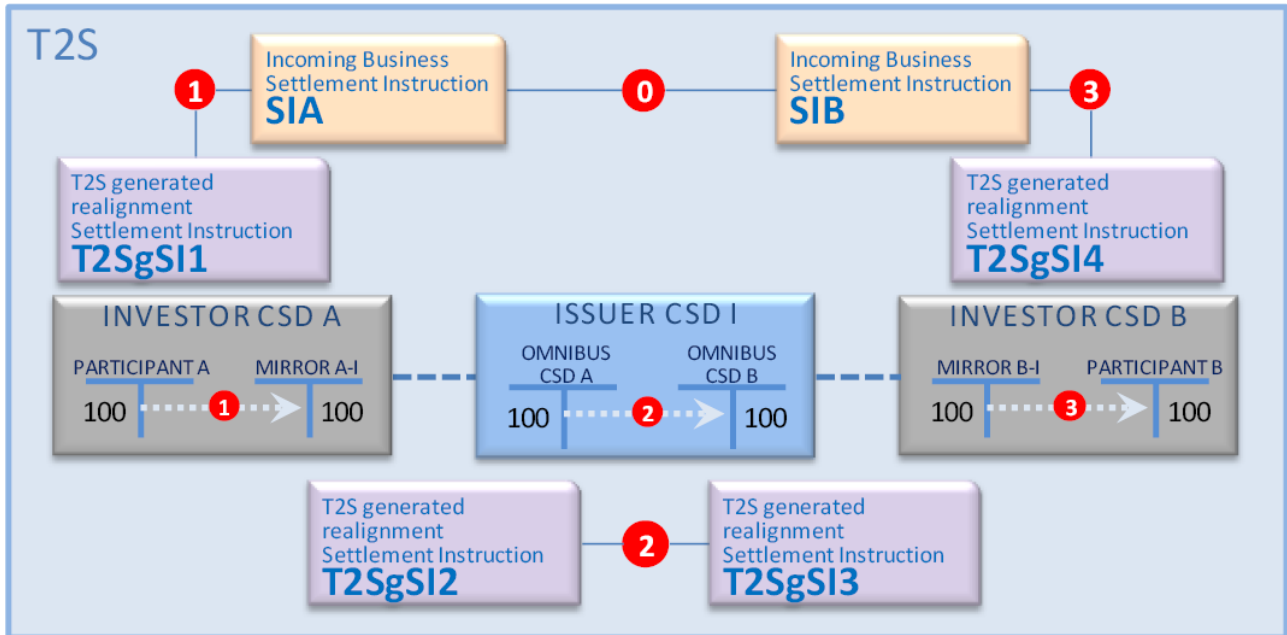 T2S
Incoming Business
Settlement Instruction
SIA
Incoming Business
Settlement Instruction
SIB
1
0
3
T2S generated
realignment
Settlement Instruction
T2SgSI1
T2S generated
realignment
Settlement Instruction
T2SgSI4
INVESTOR CSD A
PARTICIPANT A
MIRROR A-I
100
1
100
ISSUER CSD I
OMNIBUS
CSD A
OMNIBUS
CSD B
100
2
100
INVESTOR CSD B
MIRROR B-I
PARTICIPANT B
100
3
100
T2S generated
realignment
Settlement Instruction
T2SgSI2
2
T2S generated
realignment
Settlement Instruction
T2SgSI3